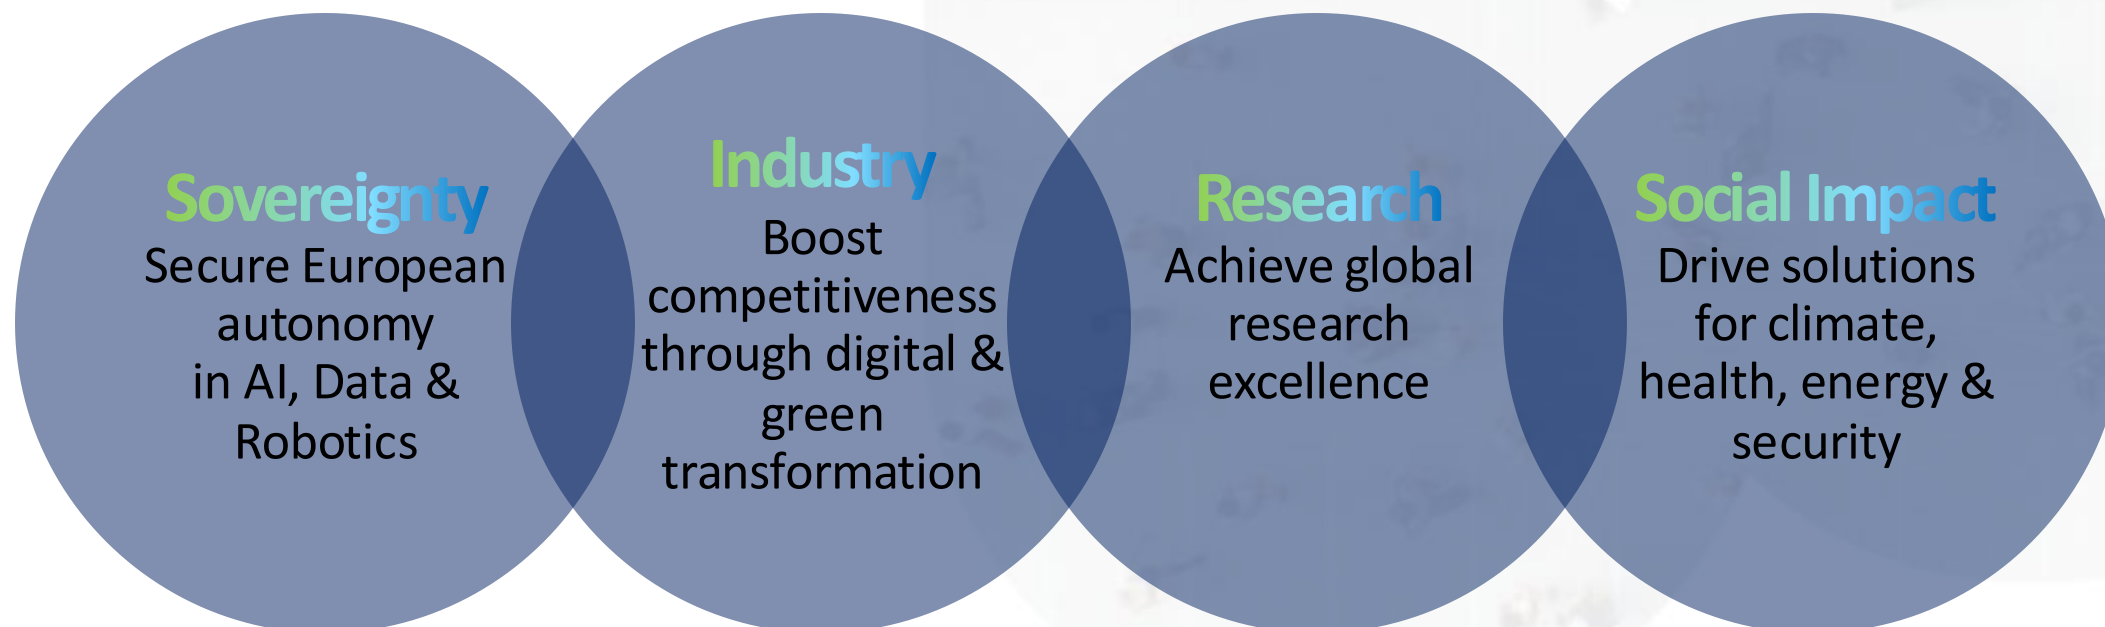 Sovereignty
Secure European
autonomy
in AI, Data &
Robotics
Industry
Boost
competitiveness
through digital &
green
transformation
Research
Achieve global
research
excellence
Social Impact
Drive solutions
for climate,
health, energy &
security